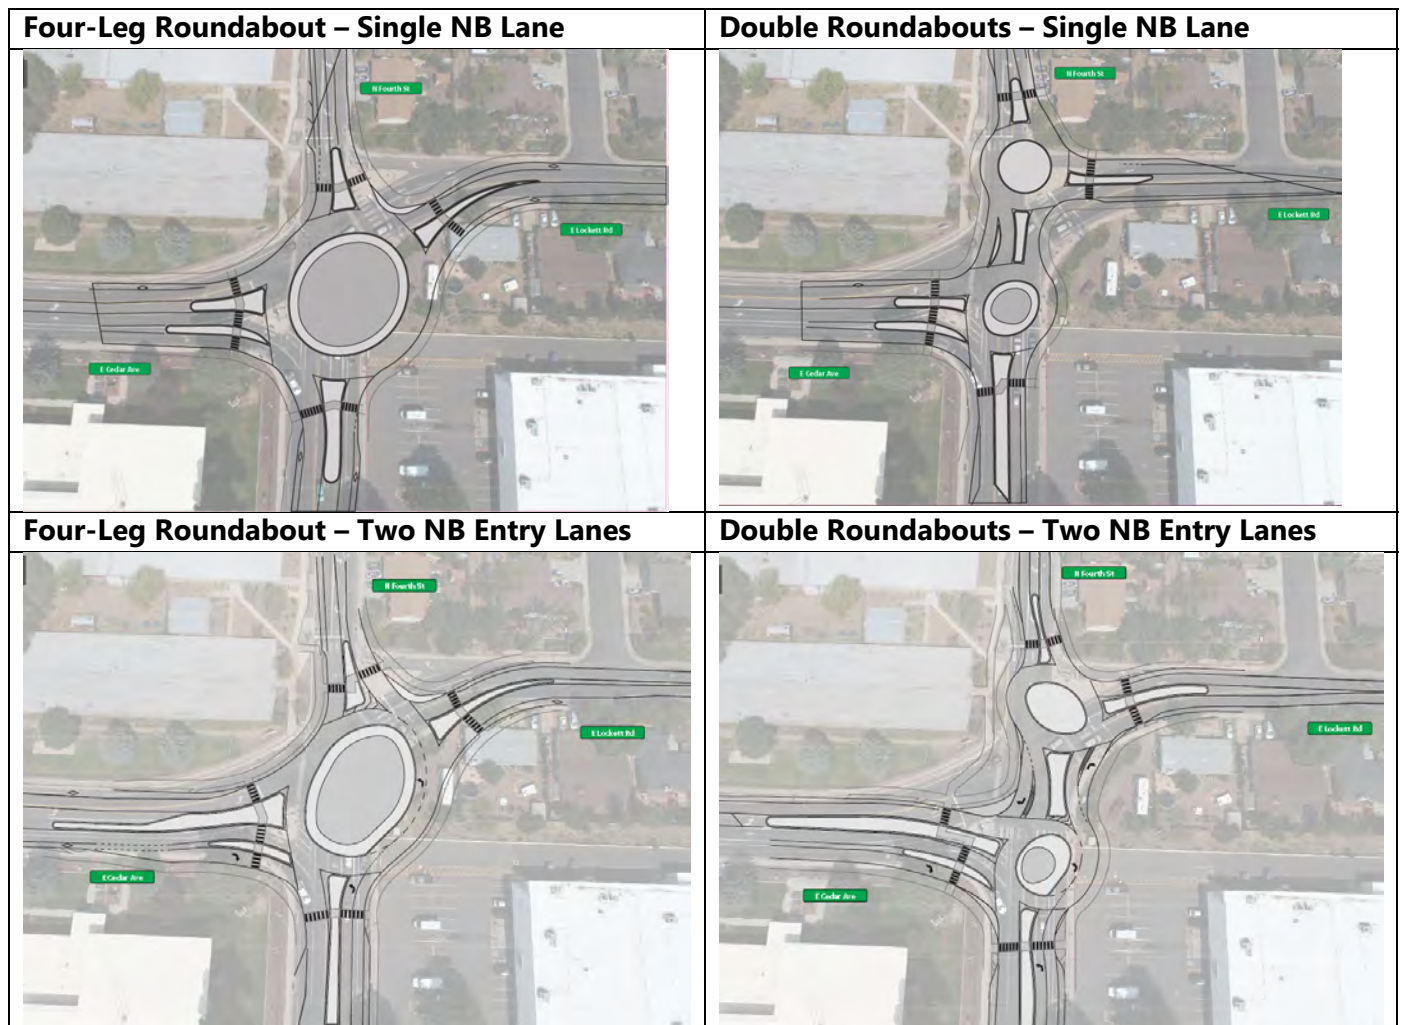 Four-Leg Roundabout – Single NB Lane
N Fourth St
E Lockett Rd
E Cedar Ave
Double Roundabouts – Single NB Lane
N Fourth St
E Lockett Rd
E Cedar Ave
Four-Leg Roundabout – Two NB Entry Lanes
N Fourth St
E Lockett Rd
E Cedar Ave
Double Roundabouts – Two NB Entry Lanes
N Fourth St
E Lockett Rd
E Cedar Ave